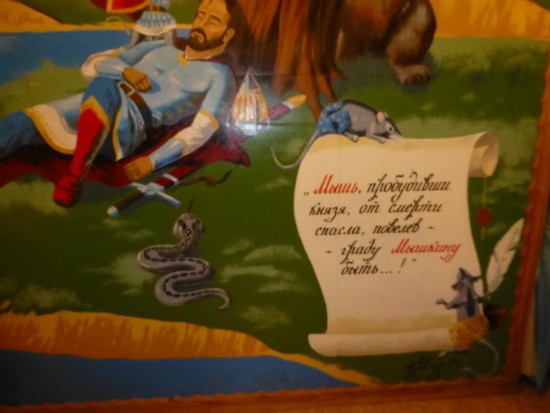 „Мышь, пробудивши
князя, от смерти
спасла, повелев -
- граду Мышкину
быть...!"